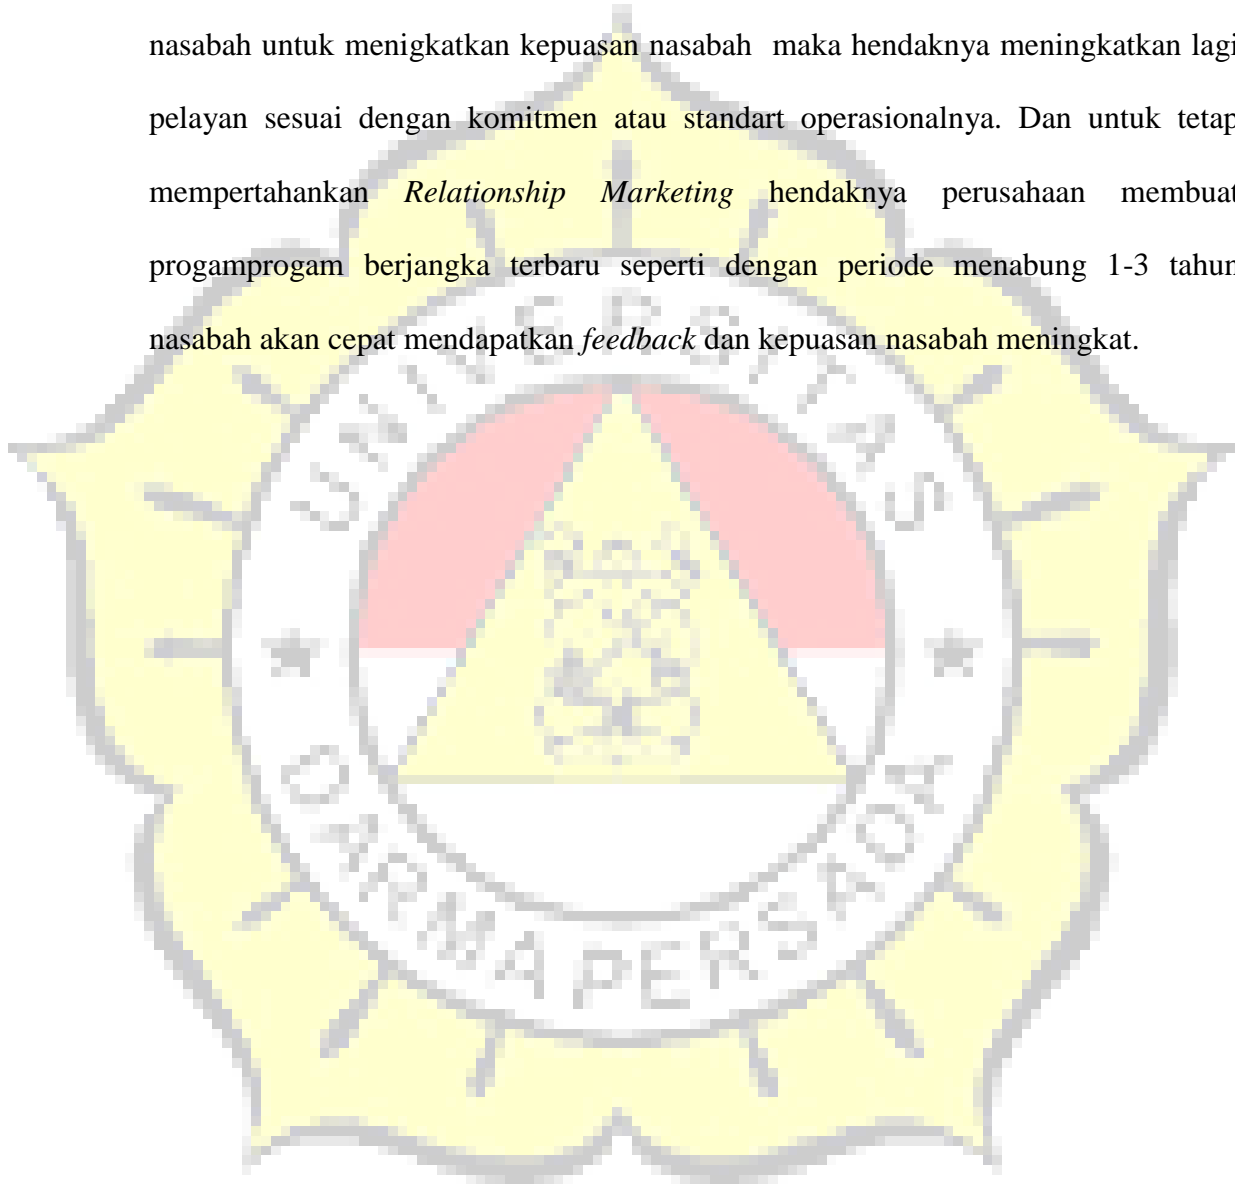 nasabah untuk menigkatkan kepuasan nasabah  maka hendaknya meningkatkan lagi
pelayan sesuai dengan komitmen atau standart operasionalnya. Dan untuk tetap
mempertahankan Relationship Marketing hendaknya perusahaan membuat
progamprogam berjangka terbaru seperti dengan periode menabung 1-3 tahun
nasabah akan cepat mendapatkan feedback dan kepuasan nasabah meningkat.
UNIVERSITAS
DARMA PERSADA